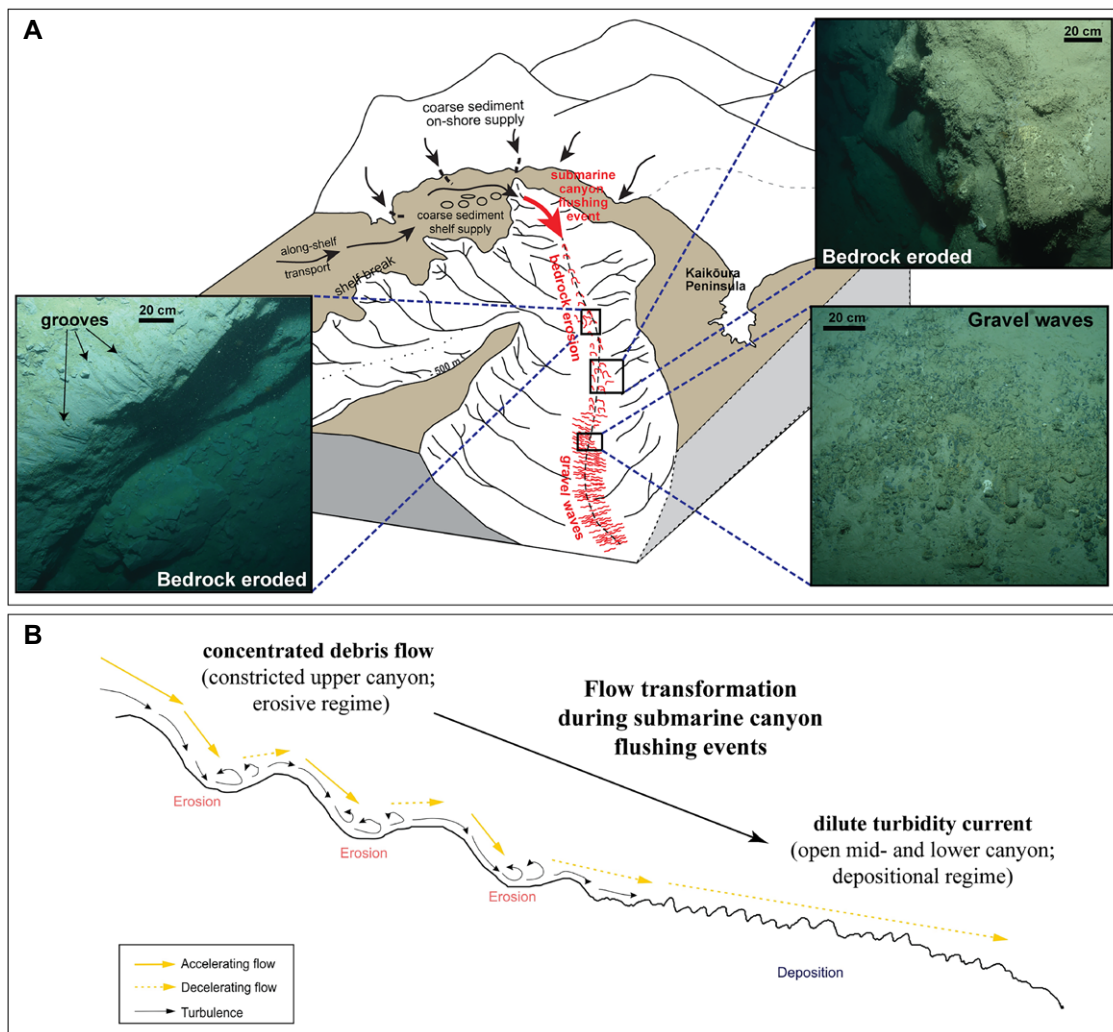 A
20 cm
coarse sediment
on-shore supply
submarine
canyon
flushing
event
coarse sediment
shelf supply
along-shelf
transport
shelf break
bedrock erosion
Kaikōura
Peninsula
Bedrock eroded
grooves
20 cm
500 m
20 cm
Gravel waves
gravel waves
Bedrock eroded
B
concentrated debris flow
(constricted upper canyon;
erosive regime)
Flow transformation
during submarine canyon
flushing events
Erosion
Erosion
Erosion
dilute turbidity current
(open mid- and lower canyon;
depositional regime)
Accelerating flow
Decelerating flow
Turbulence
Deposition